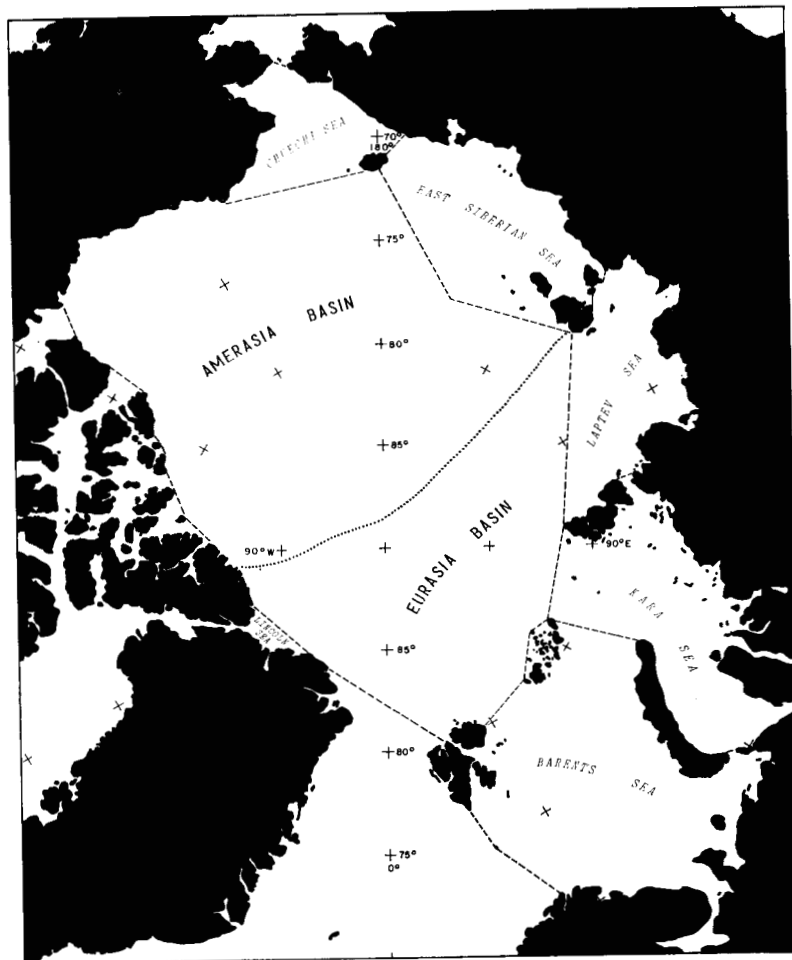 70°
180°
CHUKCHI SEA
EAST SIBERIAN SEA
75°
AMERASIA BASIN
80°
LAPTEV SEA
85°
EURASIA BASIN
90°W
90°E
KARA SEA
LINCOLN
SEA
85°
80°
BARENTS SEA
75°
0°